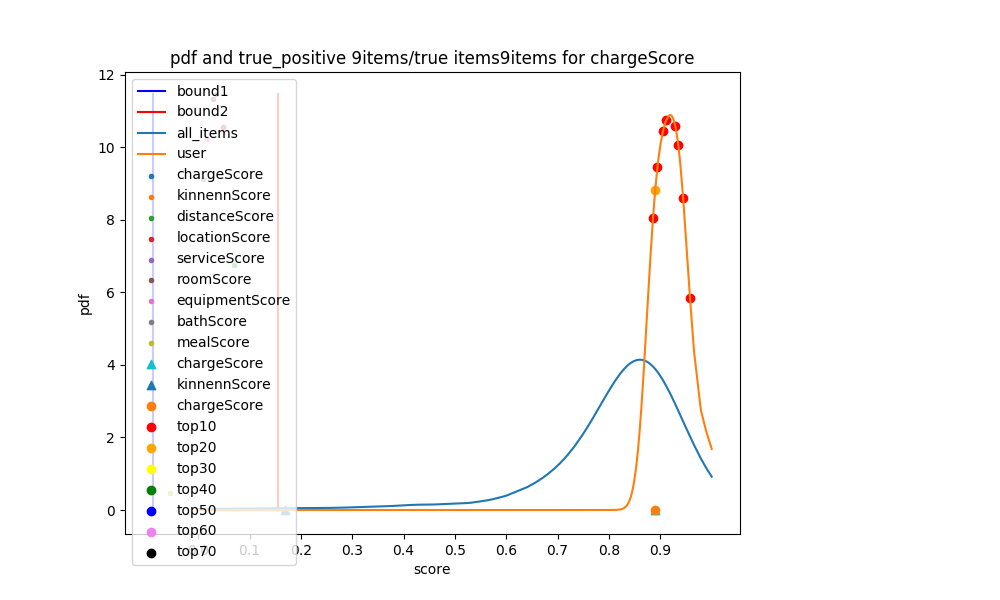 pdf and true_positive 9items/true items9items for chargeScore
12
10
8
6
4
2
0
pdf
bound1
bound2
all_items
user
chargeScore
kinnennScore
distanceScore
locationScore
serviceScore
roomScore
equipmentScore
bathScore
mealScore
chargeScore
kinnennScore
chargeScore
top10
top20
top30
top40
top50
top60
top70
0.1 0.2 0.3 0.4 0.5 0.6 0.7 0.8 0.9
score